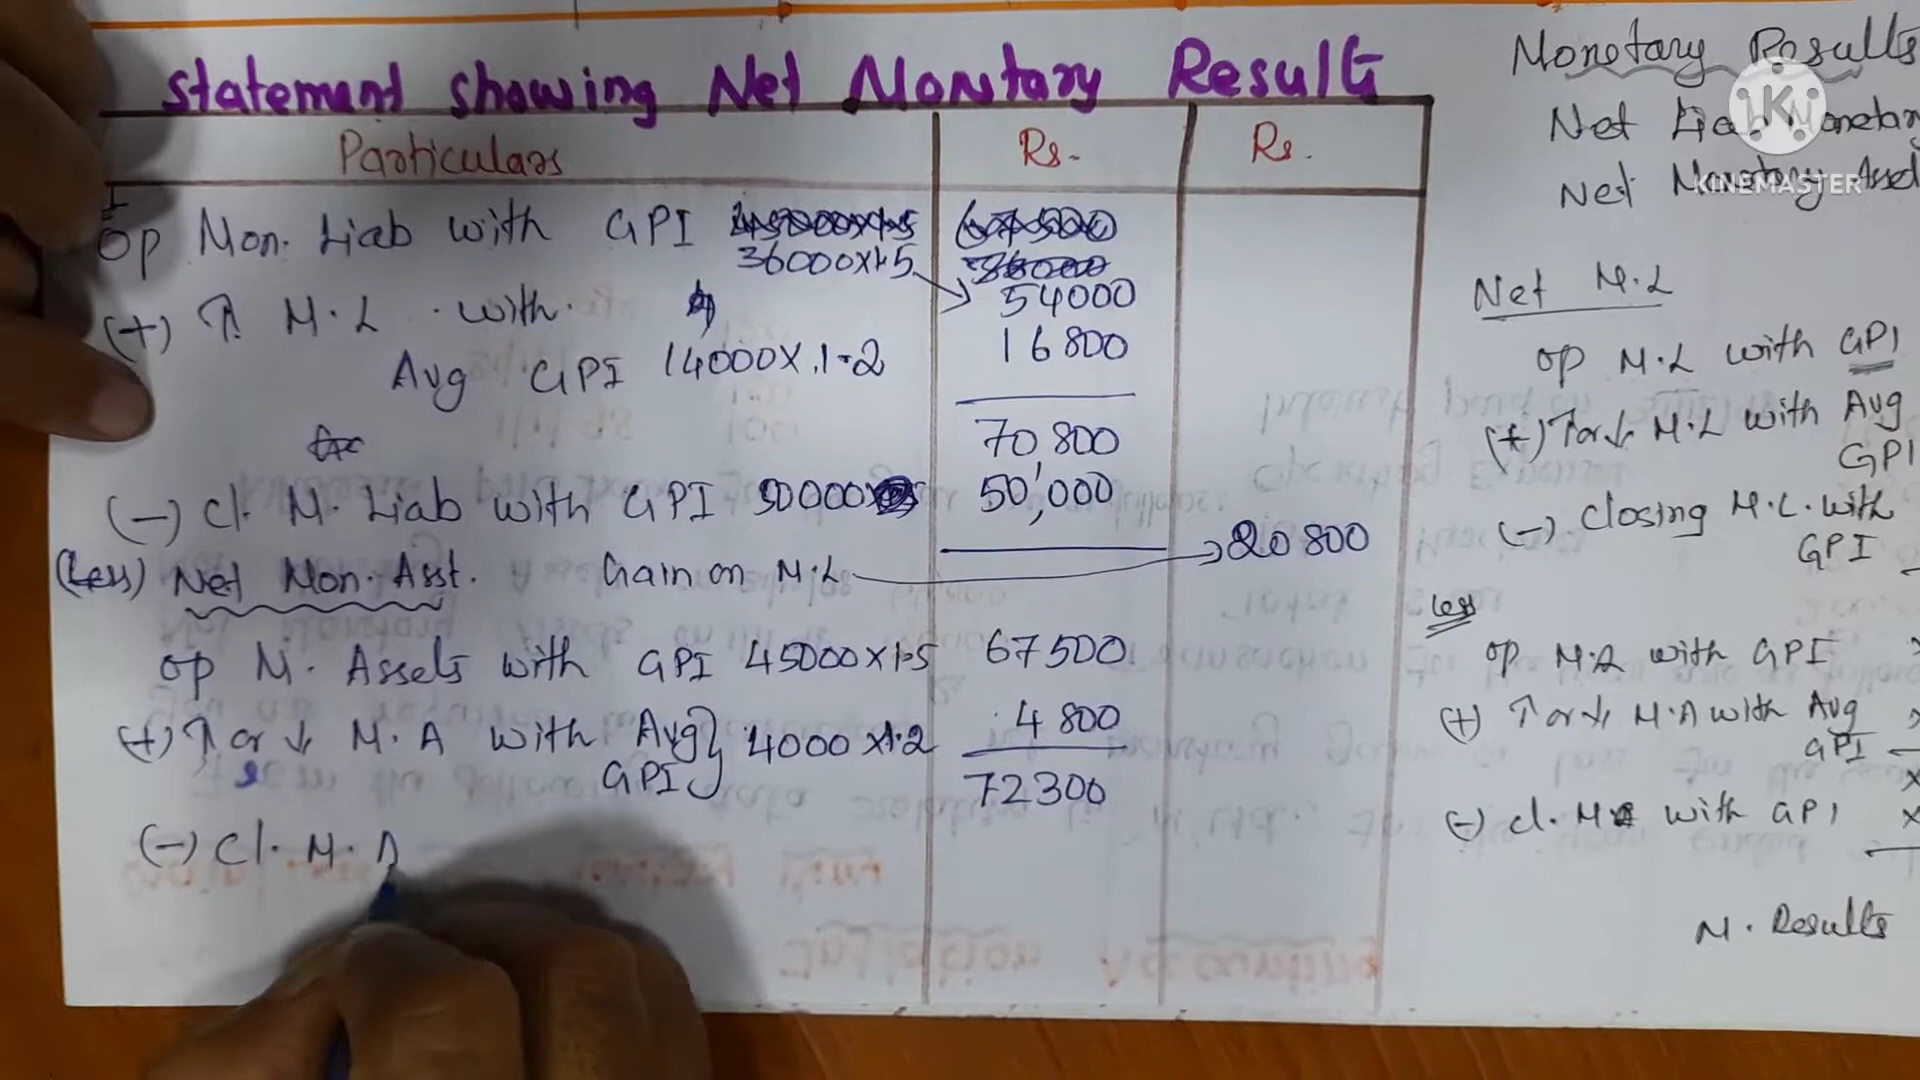 Statement showing Net Monetary Result
Particulars Rs. Rs.
Op Mon. Liab with GPI 
36000x1.5 54000
(+) ↑ M.L. with
Avg GPI 14000X.1.2 16800
70,800
(-) Cl. M. Liab with GPI 50000 50,000
(Less) Net Mon. Asst. Gain on M.L. 20800
Op M. Assets with GPI 45000x1.5 67500
(+) ↑ or ↓ M.A with Avg GPI } 4000x1.2 4800
72300
(-) Cl. M. A
Monetary Results
Net Liab Monetary
Net Monetary Asset
KINEMASTER
Net M.L
Op M.L with GPI
(+) ↑ or ↓ M.L with Avg
GPI
(-) Closing M.L. with
GPI
Less
Op M.A with GPI
(+) ↑ or ↓ M.A with Avg
GPI
(-) Cl. M.A with GPI
M. Results